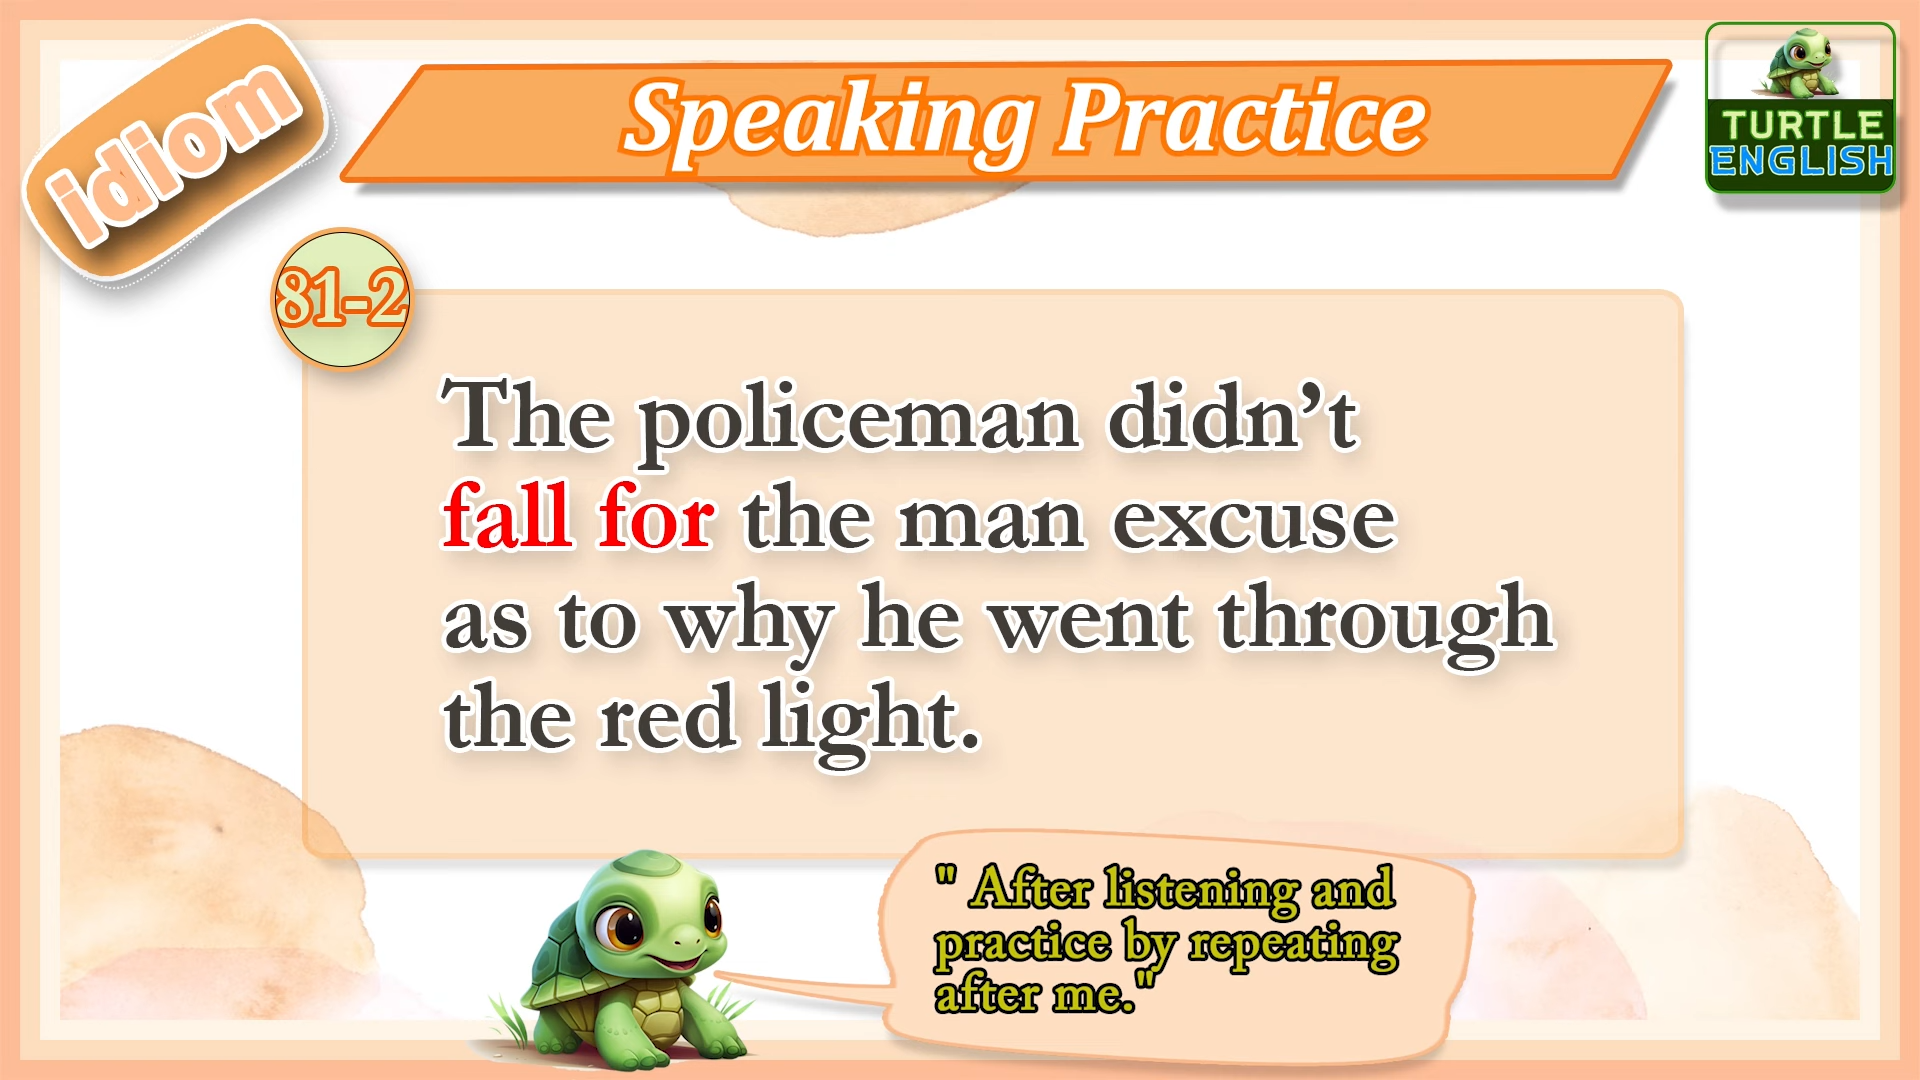 idiom
Speaking Practice
TURTLE
ENGLISH
81-2
The policeman didn’t
fall for the man excuse
as to why he went through
the red light.
" After listening and
practice by repeating
after me."